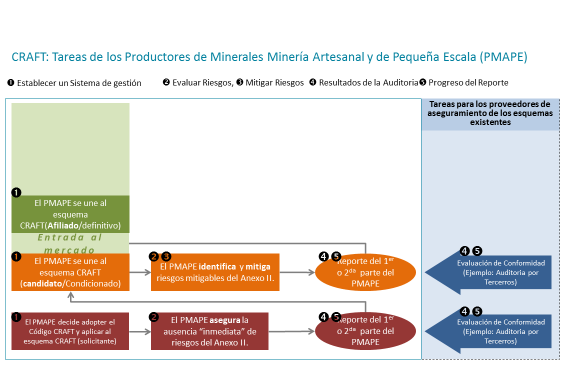 CRAFT: Tareas de los Productores de Minerales Minería Artesanal y de Pequeña Escala (PMAPE)
❶ Establecer un Sistema de gestión ❷ Evaluar Riesgos, ❸ Mitigar Riesgos ❹ Resultados de la Auditoria ❺ Progreso del Reporte
Tareas para los proveedores de
aseguramiento de los esquemas
existentes
❶
El PMAPE se une al
esquema
CRAFT(Afiliado/definitivo)
Entrada al
mercado
❶
El PMAPE se une al
esquema CRAFT
(candidato/Condicionado)
❷ ❸
El PMAPE identifica y mitiga
riesgos mitigables del Anexo II.
❹ ❺
Reporte del 1er
o 2da parte del
PMAPE
❹ ❺
Evaluación de Conformidad
(Ejemplo: Auditoria por
Terceros)
❶
El PMAPE decide adopter el
Código CRAFT y aplicar al
esquema CRAFT (solicitante)
❷
El PMAPE asegura la
ausencia "inmediata" de
riesgos del Anexo II.
❹ ❺
Reporte del 1er
o 2da parte del
PMAPE
❹ ❺
Evaluación de Conformidad
(Ejemplo: Auditoria por
Terceros)